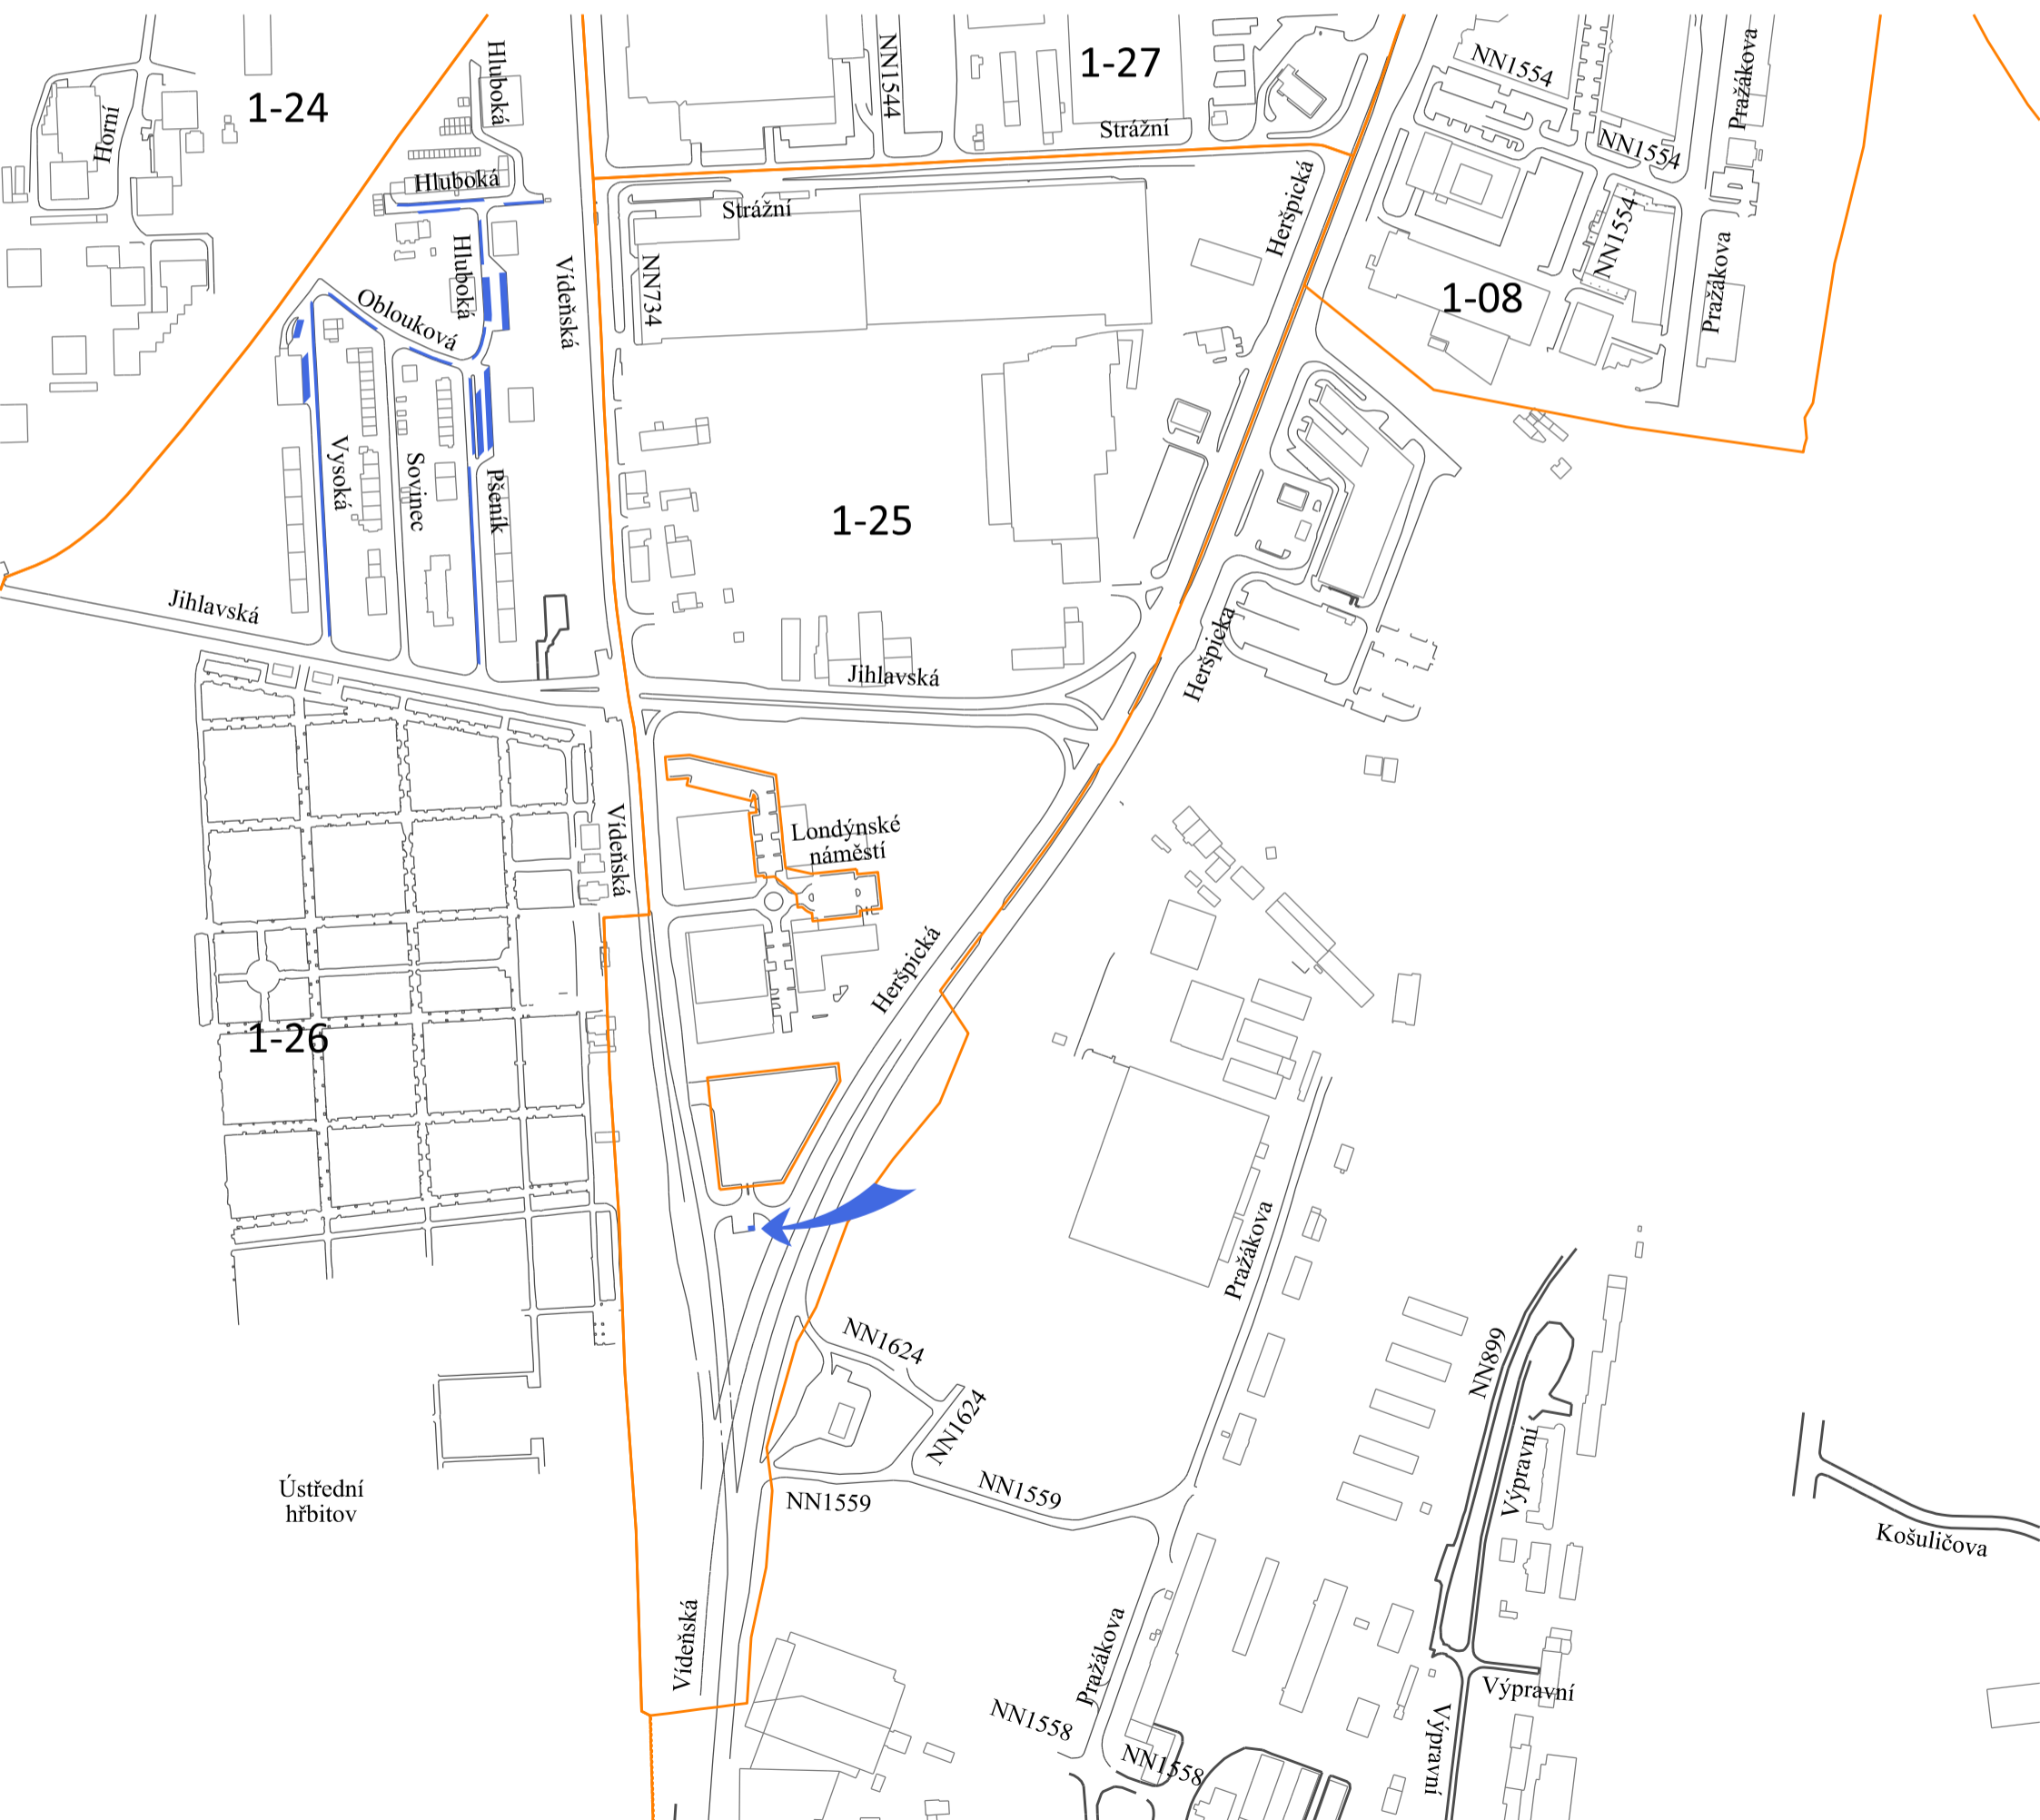 Hluboká
NN1544
1-27
NN1554
Pražákova
1-24
Horní
Strážní
NN1554
Hluboká
Strážní
Heršpická
NN1554
Hluboká
Vídeňská
NN734
Pražákova
1-08
Oblouková
Vysoká
Sovinec
Pšeník
1-25
Jihlavská
Heršpická
Jihlavská
Vídeňská
Londýnské
náměstí
Heršpická
1-26
Pražákova
NN1624
NN899
NN1624
Výpravní
Ústřední
hřbitov
NN1559
NN1559
Košuličova
Vídeňská
Pražákova
Výpravní
NN1558
Výpravní
NN1558